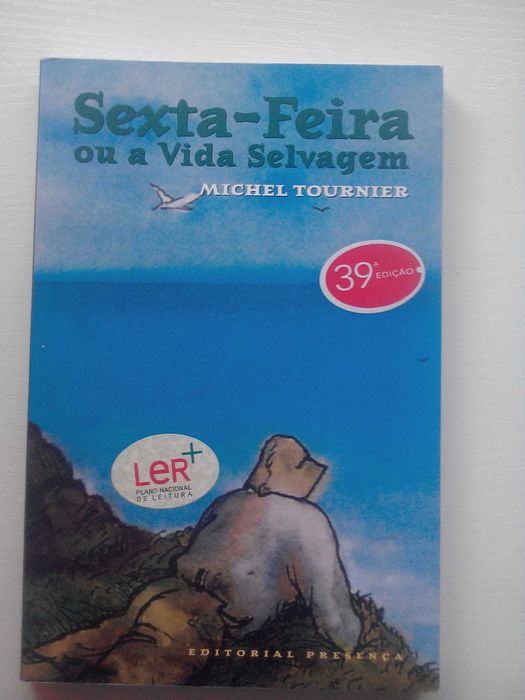 Sexta-Feira
ou a Vida Selvagem
MICHEL TOURNIER
39ª EDIÇÃO
LeR+
PLANO NACIONAL
DE LEITURA
EDITORIAL PRESENÇA